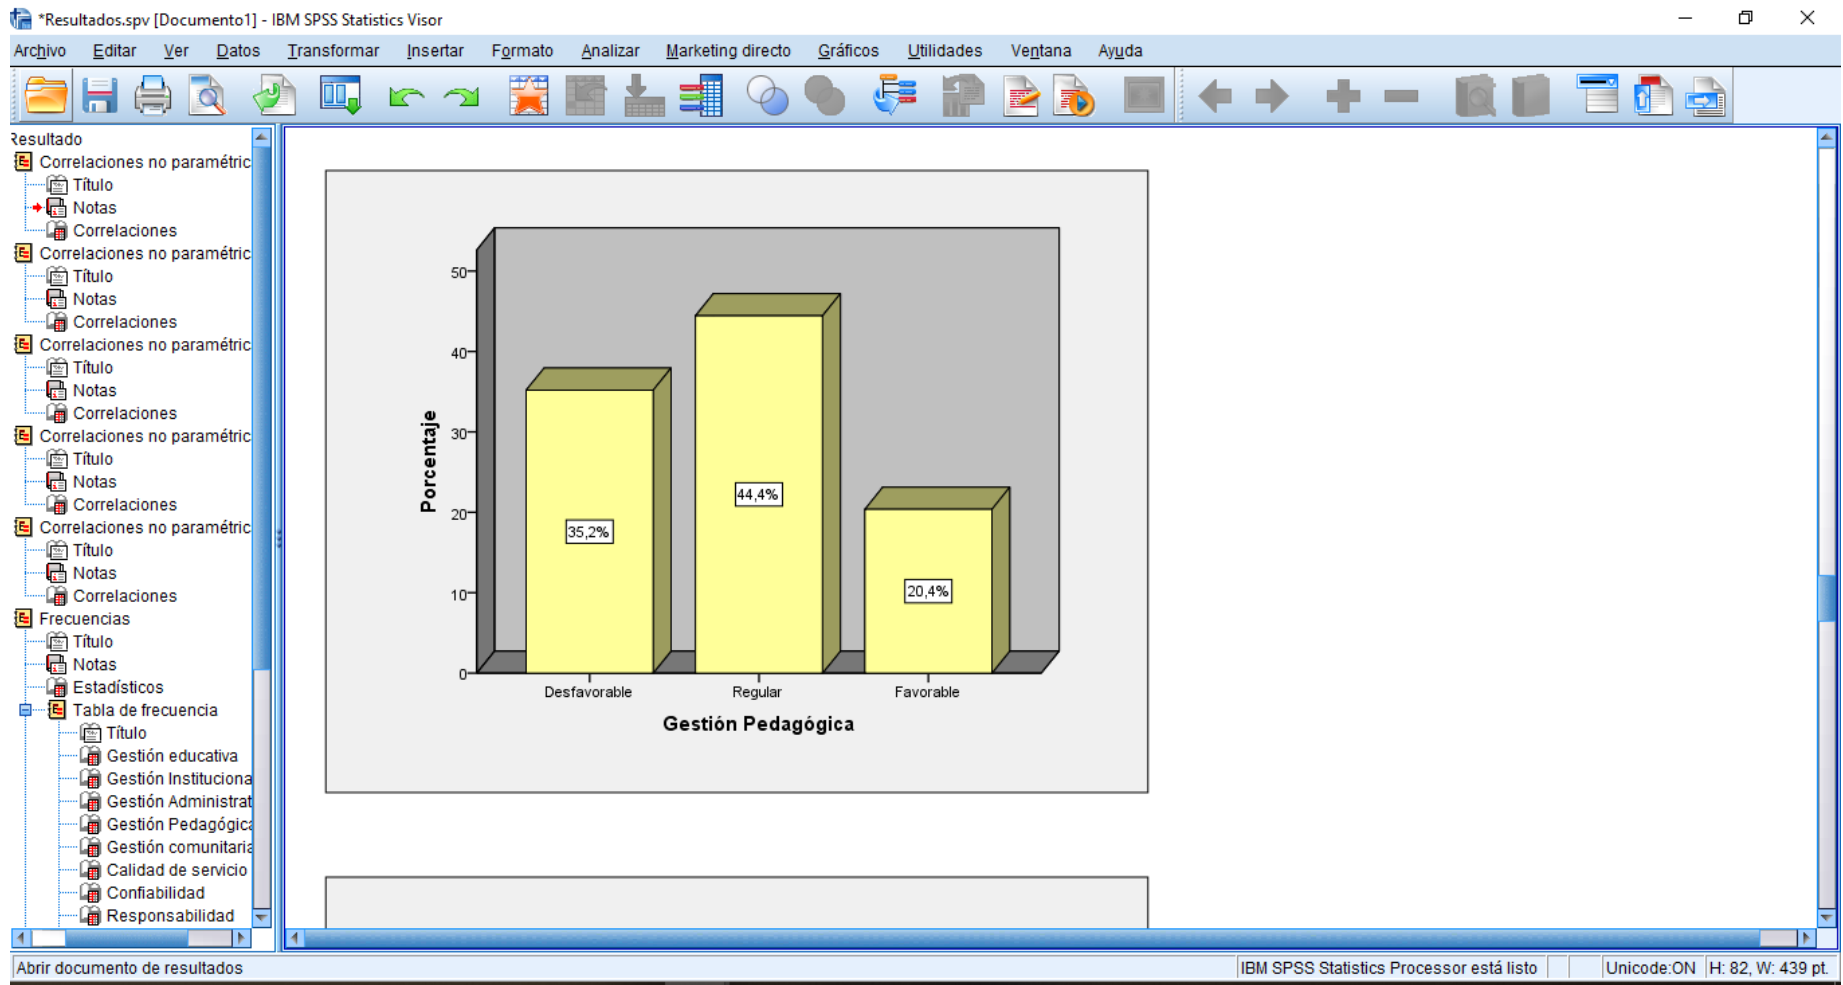 *Resultados.spv [Documento1] - IBM SPSS Statistics Visor
Archivo Editar Ver Datos Transformar Insertar Formato Analizar Marketing directo Gráficos Utilidades Ventana Ayuda
Resultado
Correlaciones no paramétric
Título
Notas
Correlaciones
Correlaciones no paramétric
Título
Notas
Correlaciones
Correlaciones no paramétric
Título
Notas
Correlaciones
Correlaciones no paramétric
Título
Notas
Correlaciones
Correlaciones no paramétric
Título
Notas
Correlaciones
Frecuencias
Título
Notas
Estadísticos
Tabla de frecuencia
Título
Gestión educativa
Gestión Instituciona
Gestión Administrat
Gestión Pedagógica
Gestión comunitaria
Calidad de servicio
Confiabilidad
Responsabilidad
Porcentaje
50
40
30
20
10
0
35,2%
44,4%
20,4%
Desfavorable Regular Favorable
Gestión Pedagógica
Abrir documento de resultados
IBM SPSS Statistics Processor está listo
Unicode:ON
H: 82, W: 439 pt.